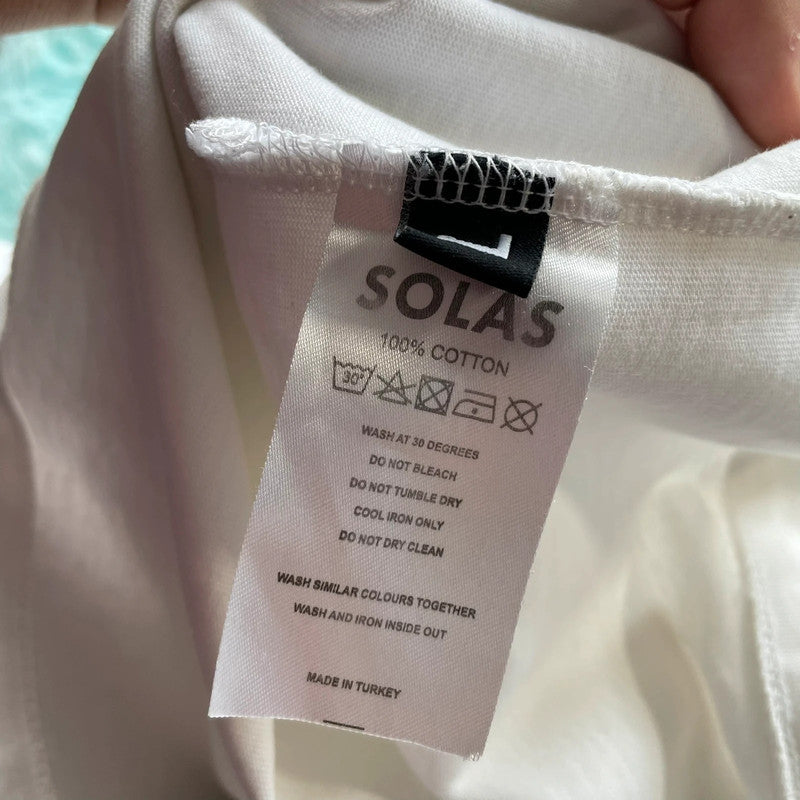 L
SOLAS
100% COTTON
30°
WASH AT 30 DEGREES
DO NOT BLEACH
DO NOT TUMBLE DRY
COOL IRON ONLY
DO NOT DRY CLEAN
WASH SIMILAR COLOURS TOGETHER
WASH AND IRON INSIDE OUT
MADE IN TURKEY